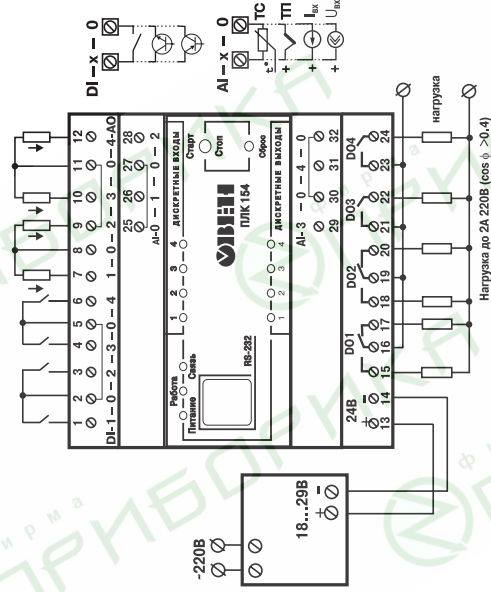 DI – x – 0
AI – x – 0
ТС
ТП
Iвх
Uвх
t°
+ + + +
1 2 3 4 5 6 7 8 9 10 11 12
DI-1-0-2-3-0-4 1-0-2-3-0-4-AO
25 26 27 28
AI-0-1-0-2
ДИСКРЕТНЫЕ ВХОДЫ
1 2 3 4
Питание
Работа
Связь
Старт
Стоп
Сброс
ОВЕН
ПЛК 154
RS-232
1 2 3 4
ДИСКРЕТНЫЕ ВЫХОДЫ
AI-3-0-4-0
29 30 31 32
24В
DO1
DO2
DO3
DO4
+ –
13 14 15 16 17 18 19 20 21 22 23 24
~220В
18...29В
+ –
нагрузка
Нагрузка до 2А 220В (cos φ >0.4)
фирма
ПРИБОРИКА